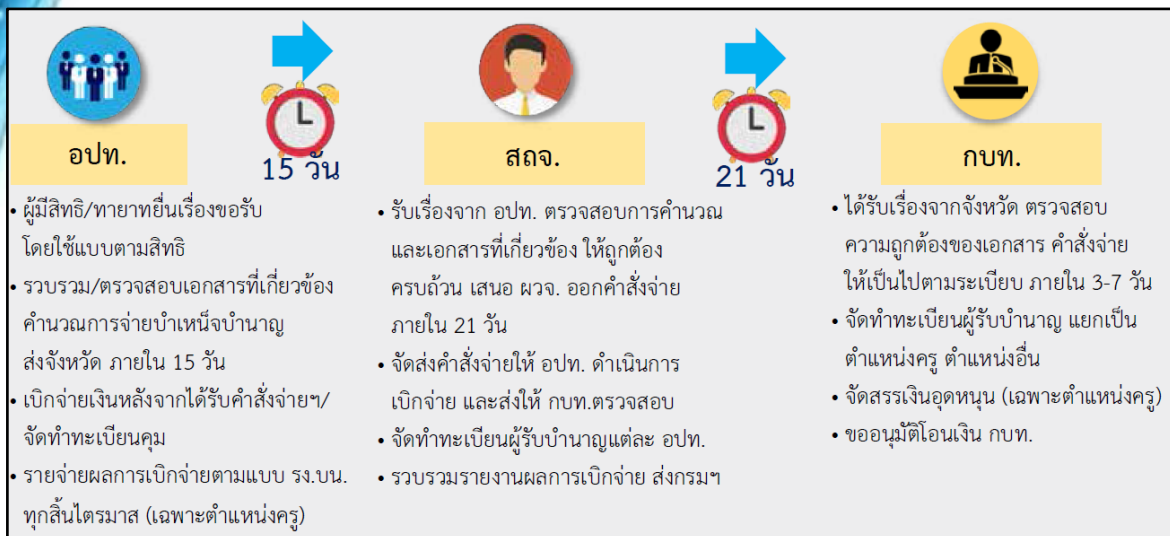 อปท.
15 วัน
สถจ.
21 วัน
กบท.
• ผู้มีสิทธิ/ทายาทยื่นเรื่องขอรับ
โดยใช้แบบตามสิทธิ
• รวบรวม/ตรวจสอบเอกสารที่เกี่ยวข้อง
คำนวณการจ่ายบำเหน็จบำนาญ
ส่งจังหวัด ภายใน 15 วัน
• เบิกจ่ายเงินหลังจากได้รับคำสั่งจ่ายฯ/
จัดทำทะเบียนคุม
• รายจ่ายผลการเบิกจ่ายตามแบบ รง.บน.
ทุกสิ้นไตรมาส (เฉพาะตำแหน่งครู)
• รับเรื่องจาก อปท. ตรวจสอบการคำนวณ
และเอกสารที่เกี่ยวข้อง ให้ถูกต้อง
ครบถ้วน เสนอ ผวจ. ออกคำสั่งจ่าย
ภายใน 21 วัน
• จัดส่งคำสั่งจ่ายให้ อปท. ดำเนินการ
เบิกจ่าย และส่งให้ กบท.ตรวจสอบ
• จัดทำทะเบียนผู้รับบำนาญแต่ละ อปท.
• รวบรวมรายงานผลการเบิกจ่าย ส่งกรมฯ
• ได้รับเรื่องจากจังหวัด ตรวจสอบ
ความถูกต้องของเอกสาร คำสั่งจ่าย
ให้เป็นไปตามระเบียบ ภายใน 3-7 วัน
• จัดทำทะเบียนผู้รับบำนาญ แยกเป็น
ตำแหน่งครู ตำแหน่งอื่น
• จัดสรรเงินอุดหนุน (เฉพาะตำแหน่งครู)
• ขออนุมัติโอนเงิน กบท.